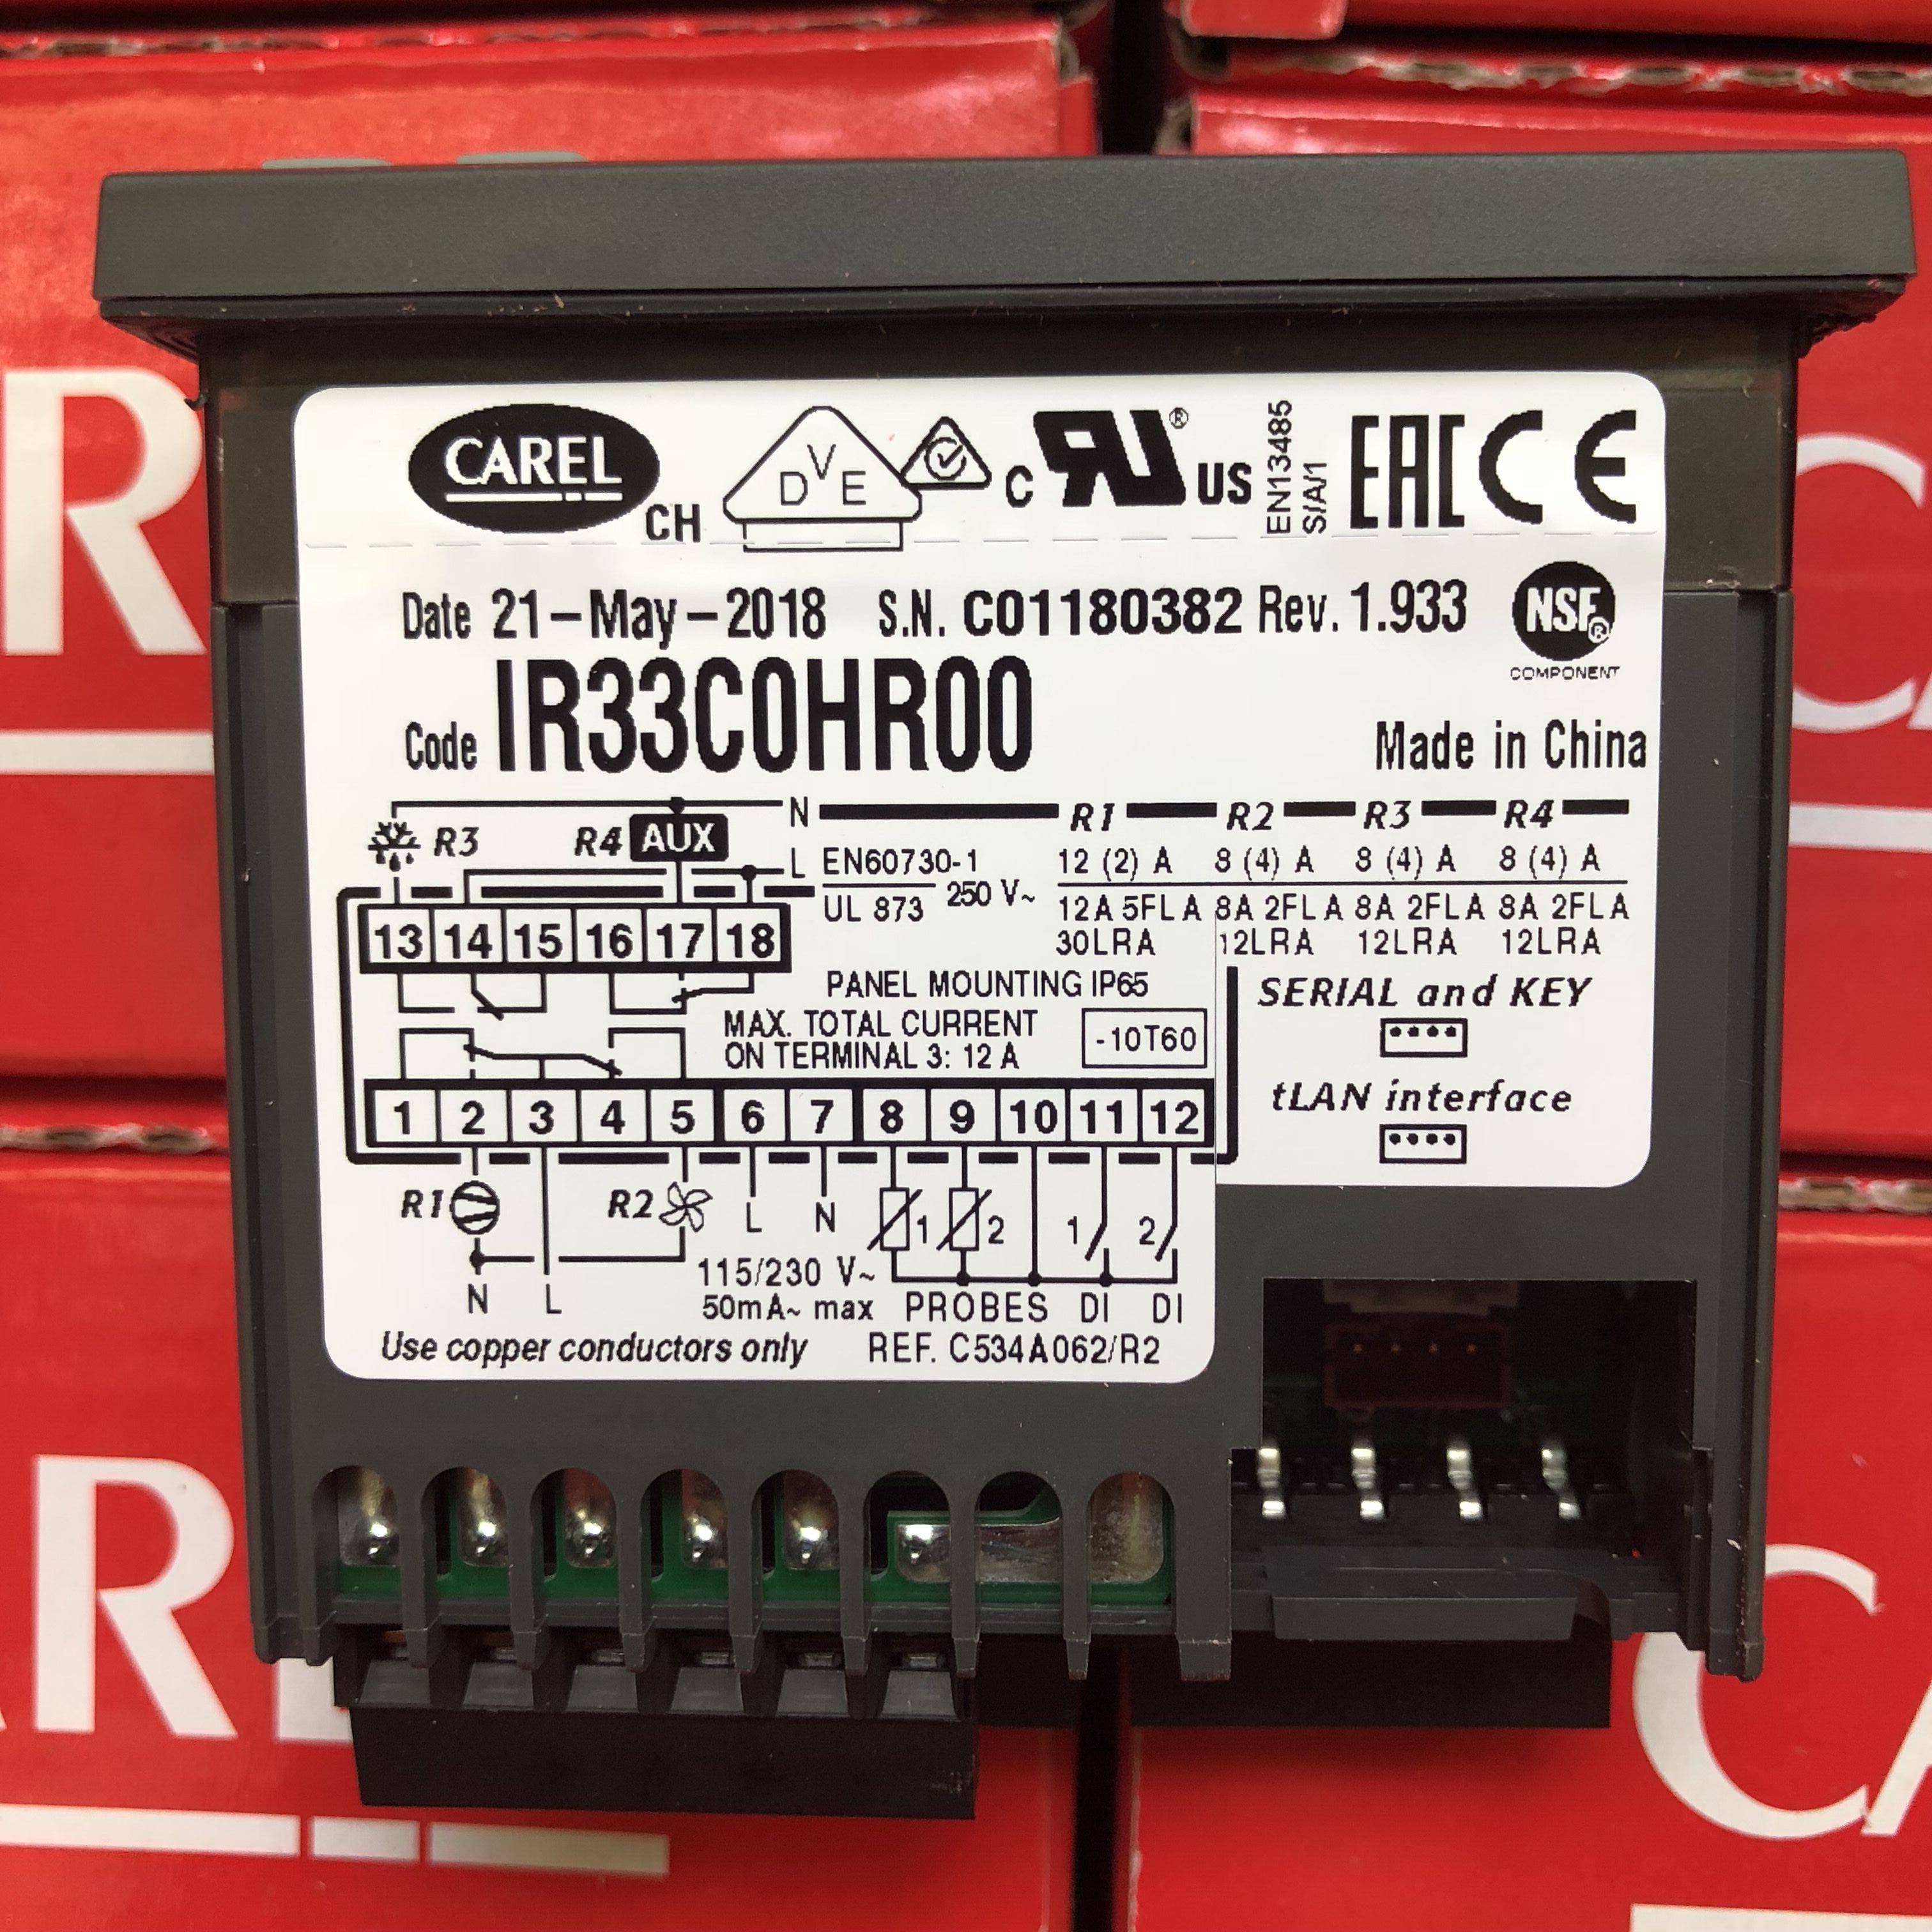 CAREL CH DVE C RU® US EN13485 S/A/1 EAC CE
Date 21-May-2018 S.N. C01180382 Rev. 1.933 NSF®
COMPONENT
Code IR33C0HR00
Made in China
N R1 R2 R3 R4
R3 R4 AUX
L EN60730-1 12 (2) A 8 (4) A 8 (4) A 8 (4) A
UL 873 250 V~ 12A 5FLA 8A 2FLA 8A 2FLA 8A 2FLA
30LRA 12LRA 12LRA 12LRA
13 14 15 16 17 18
PANEL MOUNTING IP65
SERIAL and KEY
MAX. TOTAL CURRENT
ON TERMINAL 3: 12 A
-10T60
tLAN interface
1 2 3 4 5 6 7 8 9 10 11 12
R1 R2 L N 1 2 1 2
115/230 V~
N L 50mA~ max PROBES DI DI
Use copper conductors only REF. C534A062/R2
R
CA
AREL
CA